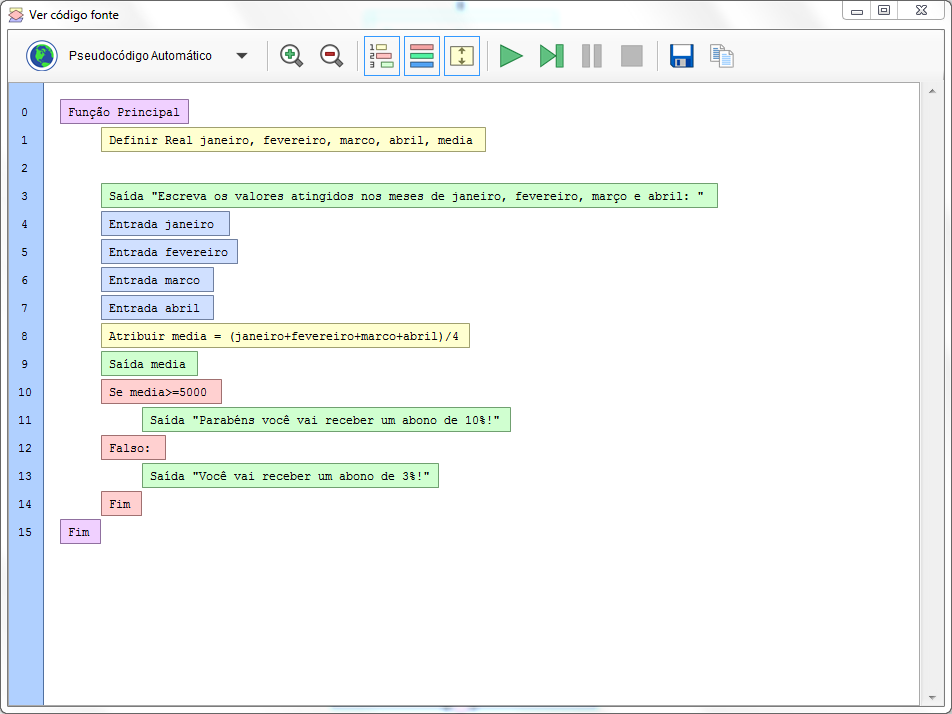 Ver código fonte
Pseudocódigo Automático
1
2
3
0 Função Principal
1 Definir Real janeiro, fevereiro, marco, abril, media
2
3 Saída "Escreva os valores atingidos nos meses de janeiro, fevereiro, março e abril: "
4 Entrada janeiro
5 Entrada fevereiro
6 Entrada marco
7 Entrada abril
8 Atribuir media = (janeiro+fevereiro+marco+abril)/4
9 Saída media
10 Se media>=5000
11 Saída "Parabéns você vai receber um abono de 10%!"
12 Falso:
13 Saída "Você vai receber um abono de 3%!"
14 Fim
15 Fim